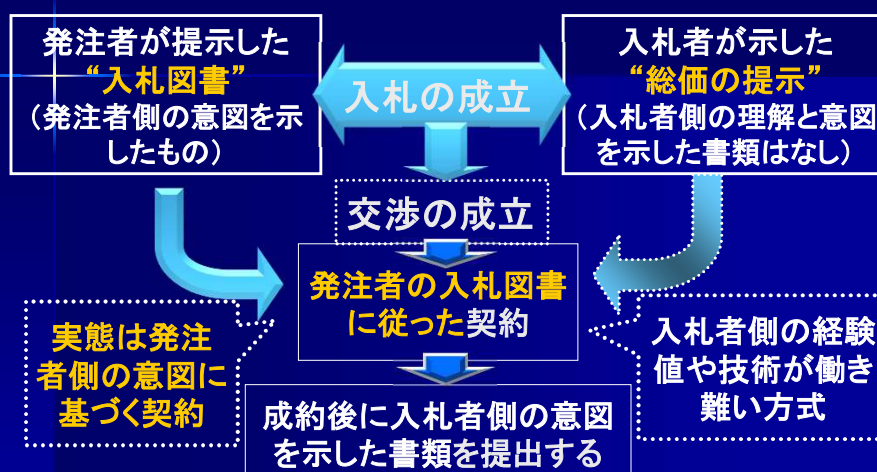 発注者が提示した
“入札図書”
（発注者側の意図を示
したもの）
入札の成立
入札者が示した
“総価の提示”
（入札者側の理解と意図
を示した書類はなし）
交渉の成立
発注者の入札図書
に従った契約
実態は発注
者側の意図に
基づく契約
入札者側の経験
値や技術が働き
難い方式
成約後に入札者側の意図
を示した書類を提出する